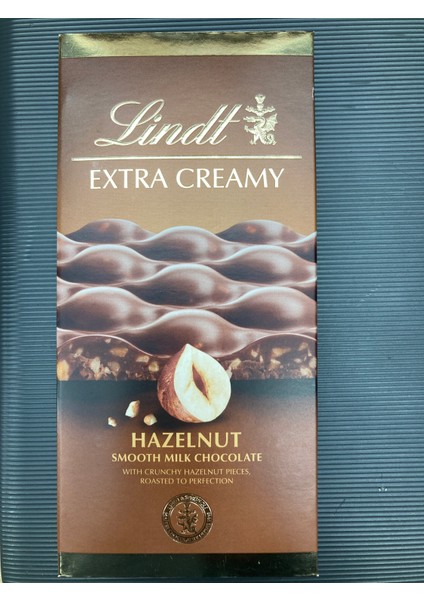 Lindt
EXTRA CREAMY
HAZELNUT
SMOOTH MILK CHOCOLATE
WITH CRUNCHY HAZELNUT PIECES,
ROASTED TO PERFECTION